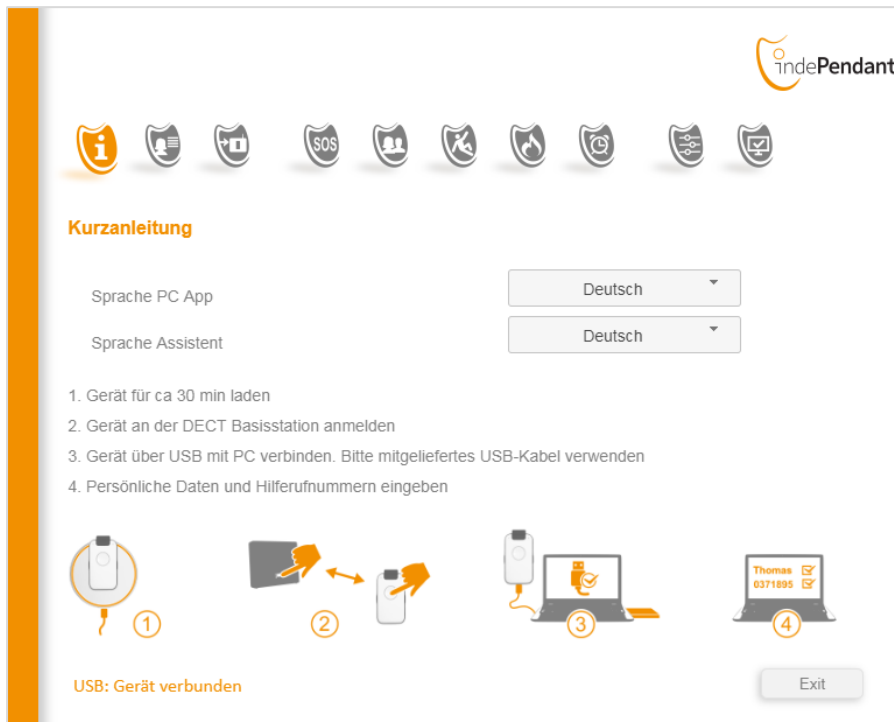 indePendant
i
SOS
Kurzanleitung
Sprache PC App
Deutsch
Sprache Assistent
Deutsch
1. Gerät für ca 30 min laden
2. Gerät an der DECT Basisstation anmelden
3. Gerät über USB mit PC verbinden. Bitte mitgeliefertes USB-Kabel verwenden
4. Persönliche Daten und Hilferufnummern eingeben
Thomas
0371895
1
2
3
4
USB: Gerät verbunden
Exit